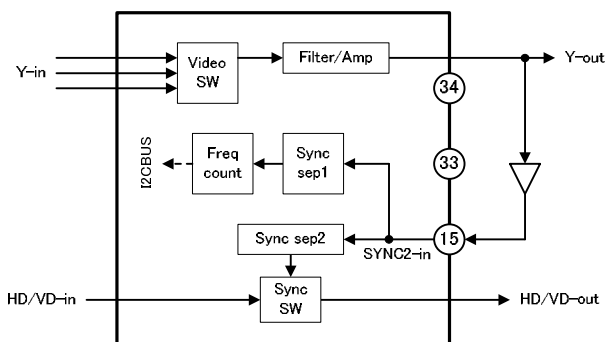 Y-in
Video
SW
Filter/Amp
Y-out
34
I2CBUS
Freq
count
Sync
sep1
33
Sync sep2
SYNC2-in
15
HD/VD-in
Sync
SW
HD/VD-out